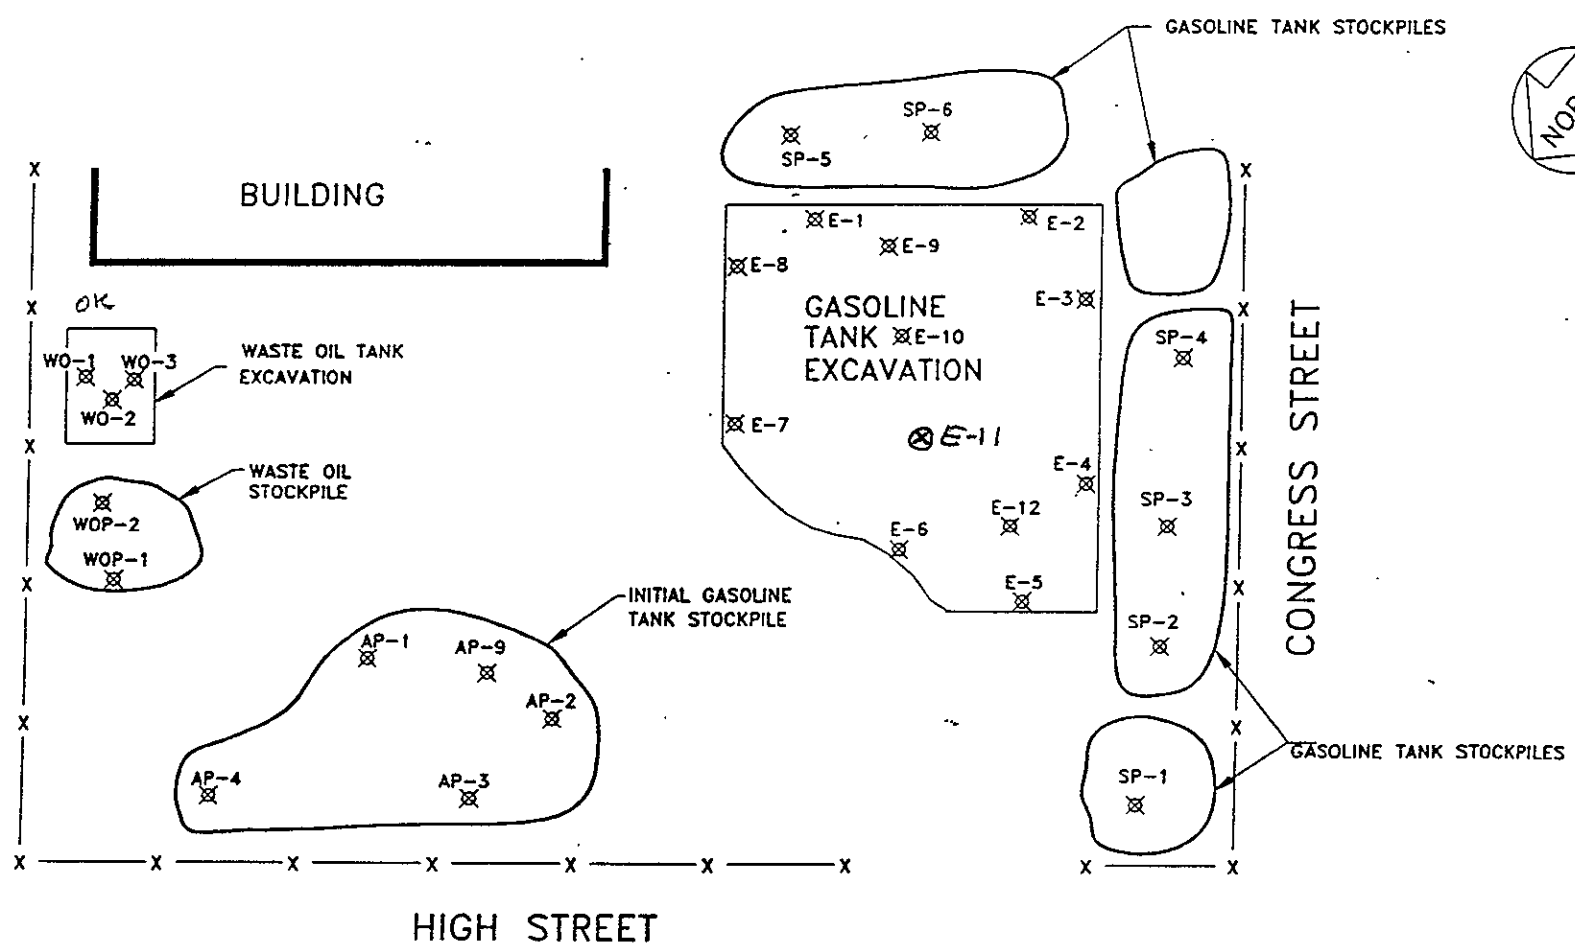 GASOLINE TANK STOCKPILES
SP-6
SP-5
BUILDING
E-1
E-2
E-9
E-8
E-3
GASOLINE
TANK
EXCAVATION
E-10
E-7
E-11
E-4
E-12
E-6
E-5
OK
WO-1
WO-3
WO-2
WASTE OIL TANK
EXCAVATION
WASTE OIL
STOCKPILE
WOP-2
WOP-1
INITIAL GASOLINE
TANK STOCKPILE
AP-1
AP-9
AP-2
AP-4
AP-3
SP-4
SP-3
SP-2
SP-1
CONGRESS STREET
GASOLINE TANK STOCKPILES
HIGH STREET